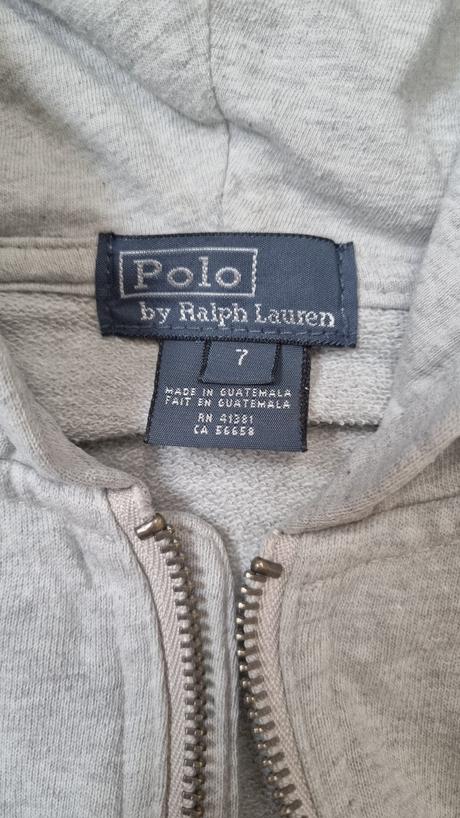 Polo
by Ralph Lauren
7
MADE IN GUATEMALA
FAIT EN GUATEMALA
RN 41381
CA 56658